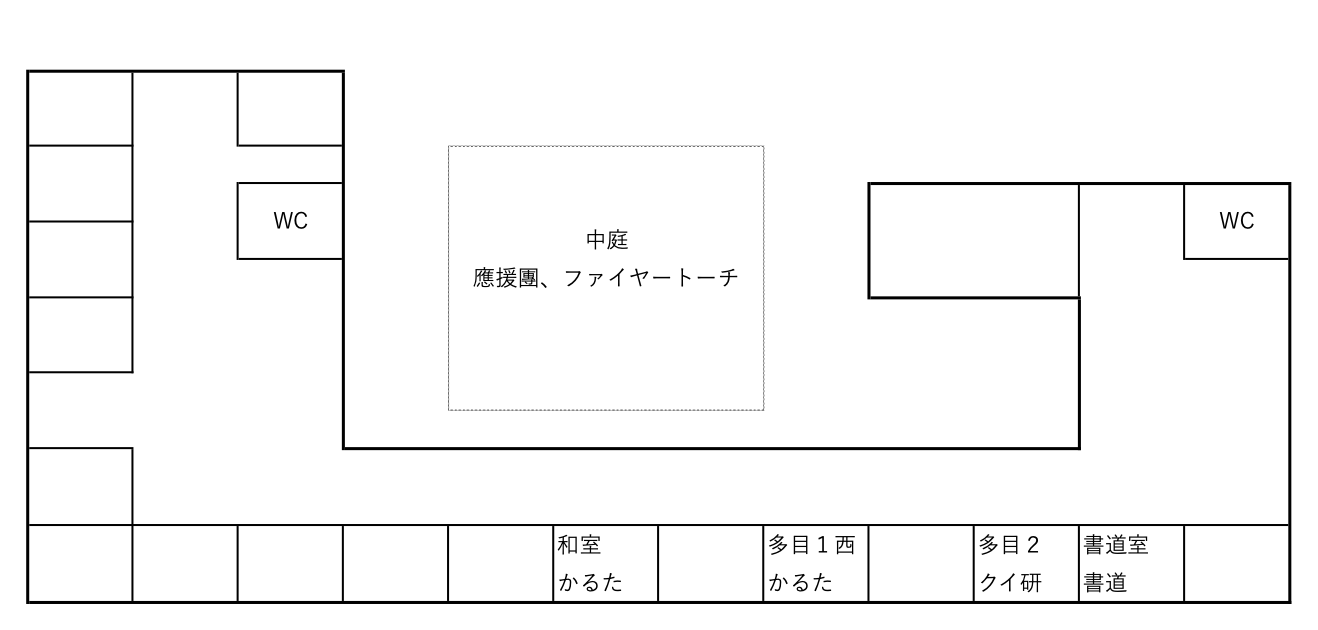 WC
WC
中庭
應援團、ファイヤートーチ
和室
かるた
多目１西
かるた
多目２
クイ研
書道室
書道